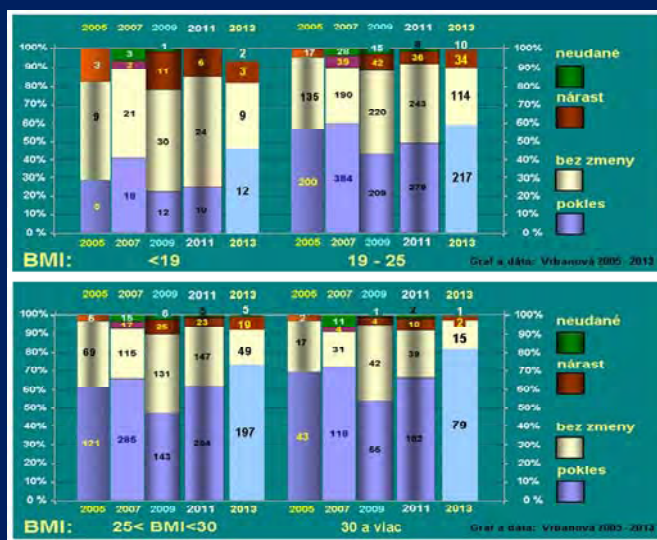 2005 2007 2009 2011 2013 2005 2007 2009 2011 2013
1 2 17 28 15 8 10
100% 3 100% neudané
90% 3 2 11 6 3 39 42 36 34 90%
80% 80% nárast
70% 9 21 9 135 190 114 70%
60% 30 24 220 243 60%
50% 50% bez zmeny
40% 40%
30% 30%
20% 18 12 200 384 209 279 217 20% pokles
10% 12 10%
0 % 0 %
2005 2007 2009 2011 2013 2005 2007 2009 2011 2013
BMI: <19 19 - 25 Graf a dáta: Vrbanová 2005 -2013
2005 2007 2009 2011 2013 2005 2007 2009 2011 2013
6 5 2 1 2 1
100% 15 11 100% neudané
90% 17 25 23 10 4 4 10 2 90%
80% 69 115 49 17 31 15 80% nárast
70% 131 147 42 39 70%
60% 60%
50% 50% bez zmeny
40% 40%
30% 121 285 197 43 118 79 30%
20% 143 20% pokles
10% 10%
0 % 0 %
2005 2007 2009 2011 2013 2005 2007 2009 2011 2013
BMI: 25< BMI<30 30 a viac Graf a dáta: Vrbanová 2005 -2013